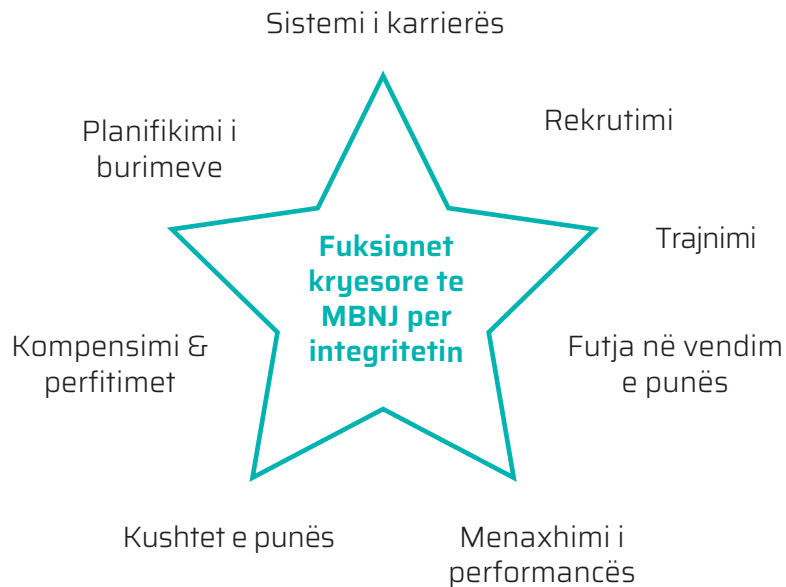 Sistemi i karrierës
Rekrutimi
Planifikimi i
burimeve
Trajnimi
Fuksionet
kryesore te
MBNJ per
integritetin
Kompensimi &
perfitimet
Futja në vendim
e punës
Kushtet e punës
Menaxhimi i
performancës